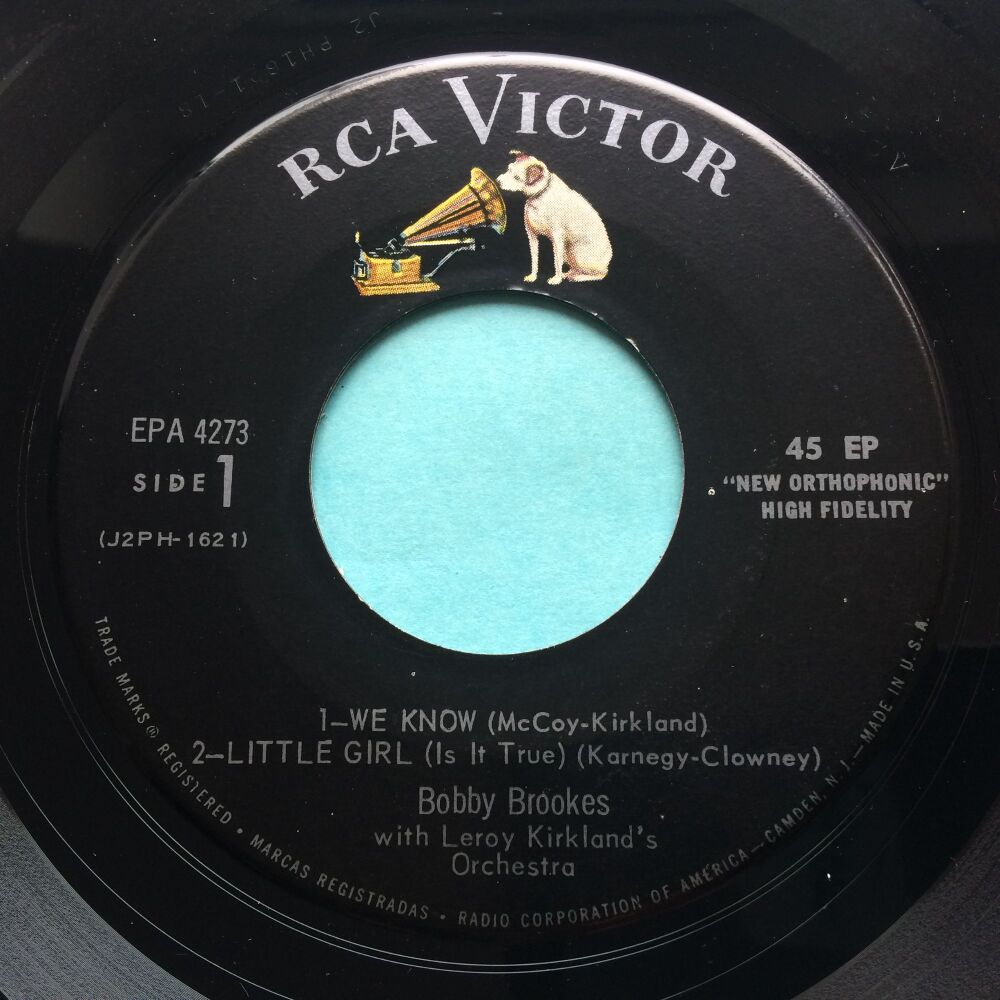 RCA VICTOR
EPA 4273
SIDE 1
(J2PH-1621)
45 EP
"NEW ORTHOPHONIC"
HIGH FIDELITY
1—WE KNOW (McCoy-Kirkland)
2—LITTLE GIRL (Is It True) (Karnegy-Clowney)
Bobby Brookes
with Leroy Kirkland's
Orchestra
TRADE MARKS ® REGISTERED • MARCAS REGISTRADAS • RADIO CORPORATION OF AMERICA—CAMDEN, N. J.—MADE IN U. S. A.